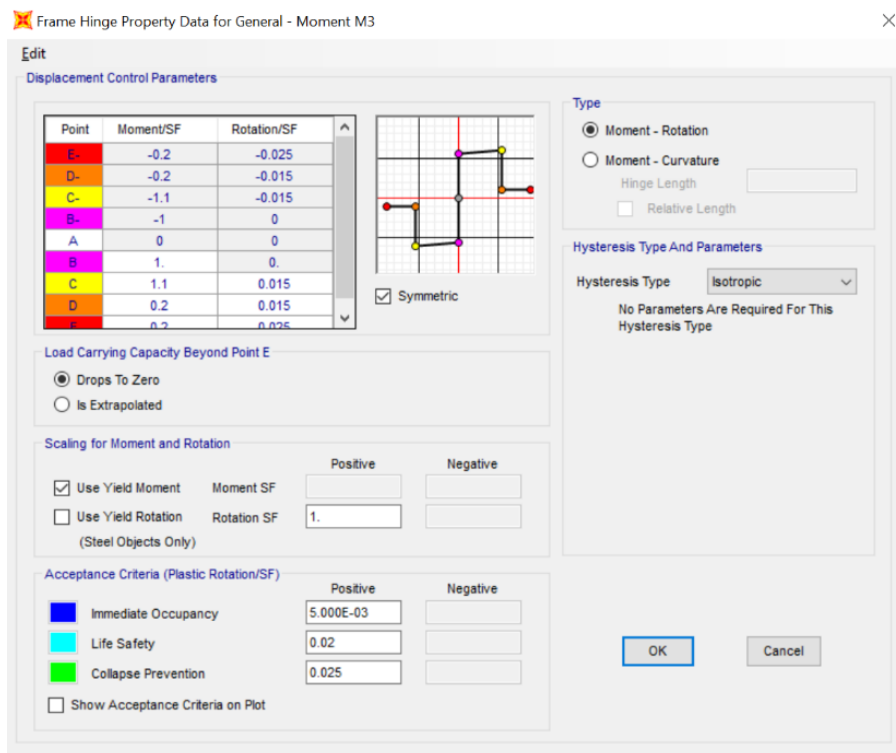 Frame Hinge Property Data for General - Moment M3
Edit
Displacement Control Parameters
Point Moment/SF Rotation/SF
E- -0.2 -0.025
D- -0.2 -0.015
C- -1.1 -0.015
B- -1 0
A 0 0
B 1. 0.
C 1.1 0.015
D 0.2 0.015
E 0.2 0.025
Symmetric
Load Carrying Capacity Beyond Point E
Drops To Zero
Is Extrapolated
Scaling for Moment and Rotation
Positive Negative
Use Yield Moment Moment SF
Use Yield Rotation Rotation SF 1.
(Steel Objects Only)
Acceptance Criteria (Plastic Rotation/SF)
Positive Negative
Immediate Occupancy 5.000E-03
Life Safety 0.02
Collapse Prevention 0.025
Show Acceptance Criteria on Plot
Type
Moment - Rotation
Moment - Curvature
Hinge Length
Relative Length
Hysteresis Type And Parameters
Hysteresis Type Isotropic
No Parameters Are Required For This
Hysteresis Type
OK Cancel